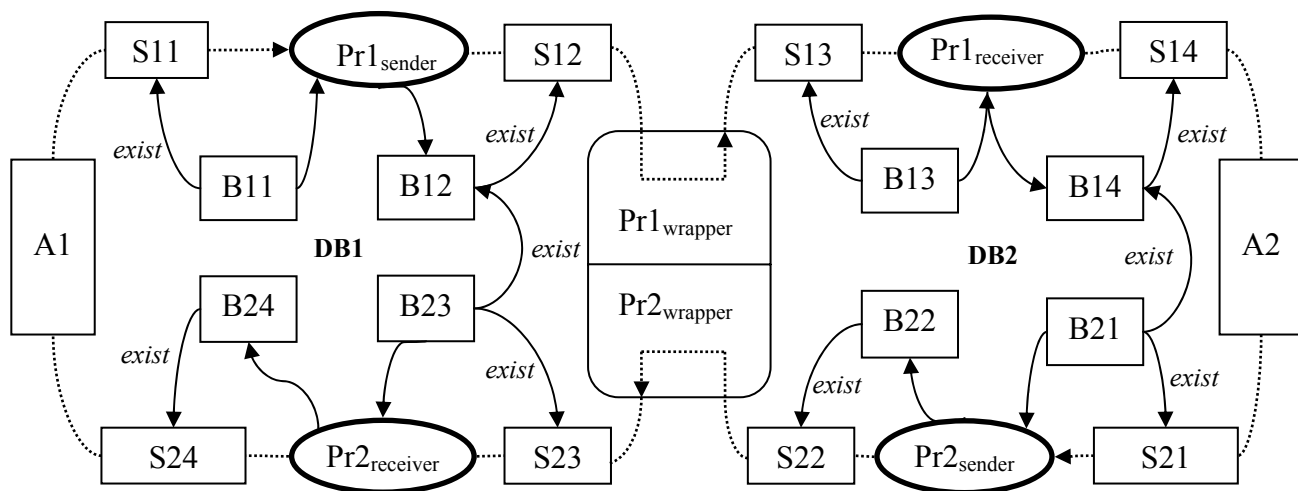 S11
Pr1sender
S12
S13
Pr1receiver
S14
exist
B11
B12
exist
exist
B13
B14
exist
A1
DB1
exist
Pr1wrapper
DB2
exist
A2
B24
B23
Pr2wrapper
B22
B21
exist
exist
exist
exist
S24
Pr2receiver
S23
S22
Pr2sender
S21